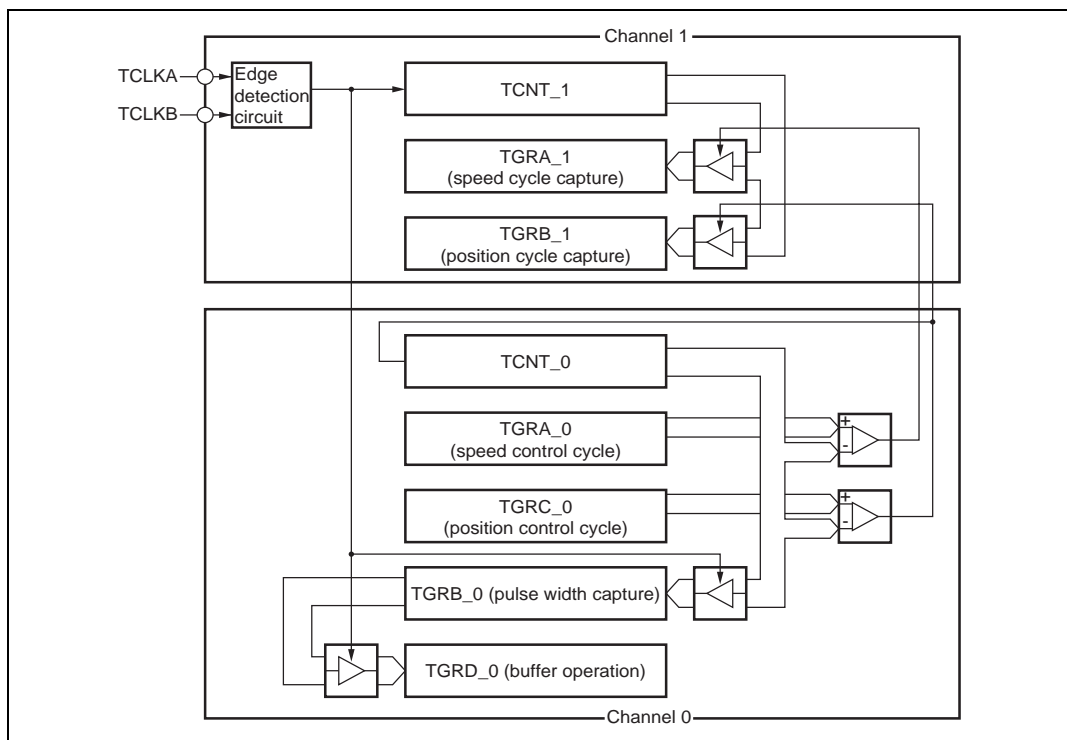 Channel 1
TCLKA
TCLKB
Edge
detection
circuit
TCNT_1
TGRA_1
(speed cycle capture)
TGRB_1
(position cycle capture)
TCNT_0
TGRA_0
(speed control cycle)
+
-
TGRC_0
(position control cycle)
+
-
TGRB_0 (pulse width capture)
TGRD_0 (buffer operation)
Channel 0